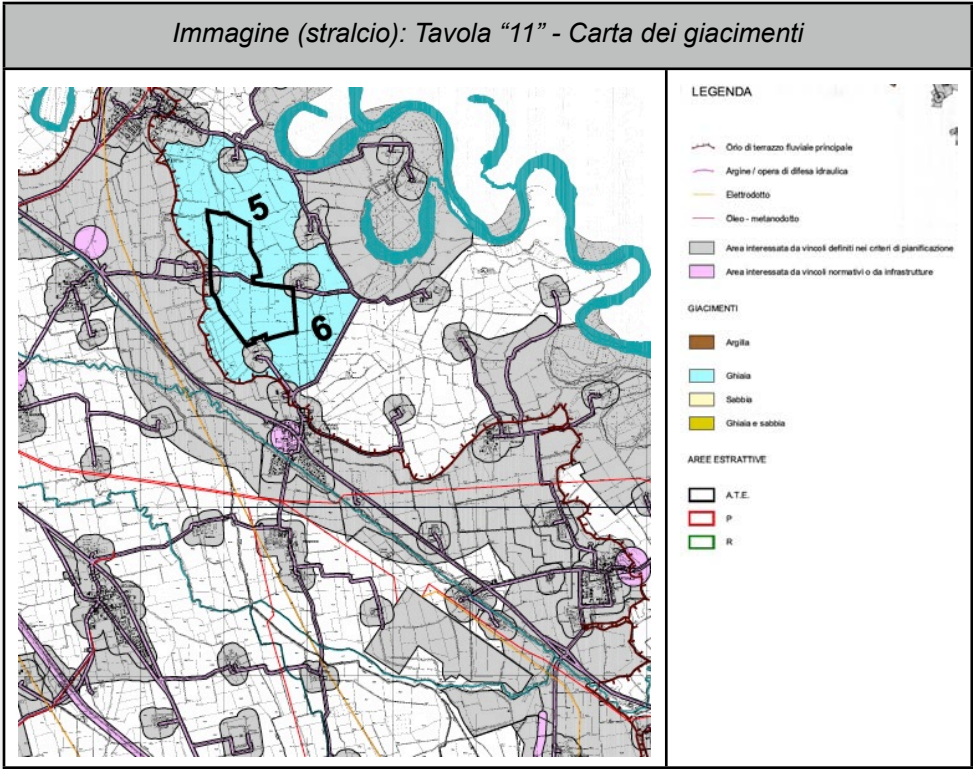 Immagine (stralcio): Tavola “11” - Carta dei giacimenti
5
6
LEGENDA
Orlo di terrazzo fluviale principale
Argine / opera di difesa idraulica
Elettrodotto
Oleo - metanodotto
Area interessata da vincoli definiti nei criteri di pianificazione
Area interessata da vincoli normativi o da infrastrutture
GIACIMENTI
Argilla
Ghiaia
Sabbia
Ghiaia e sabbia
AREE ESTRATTIVE
A.T.E.
P
R